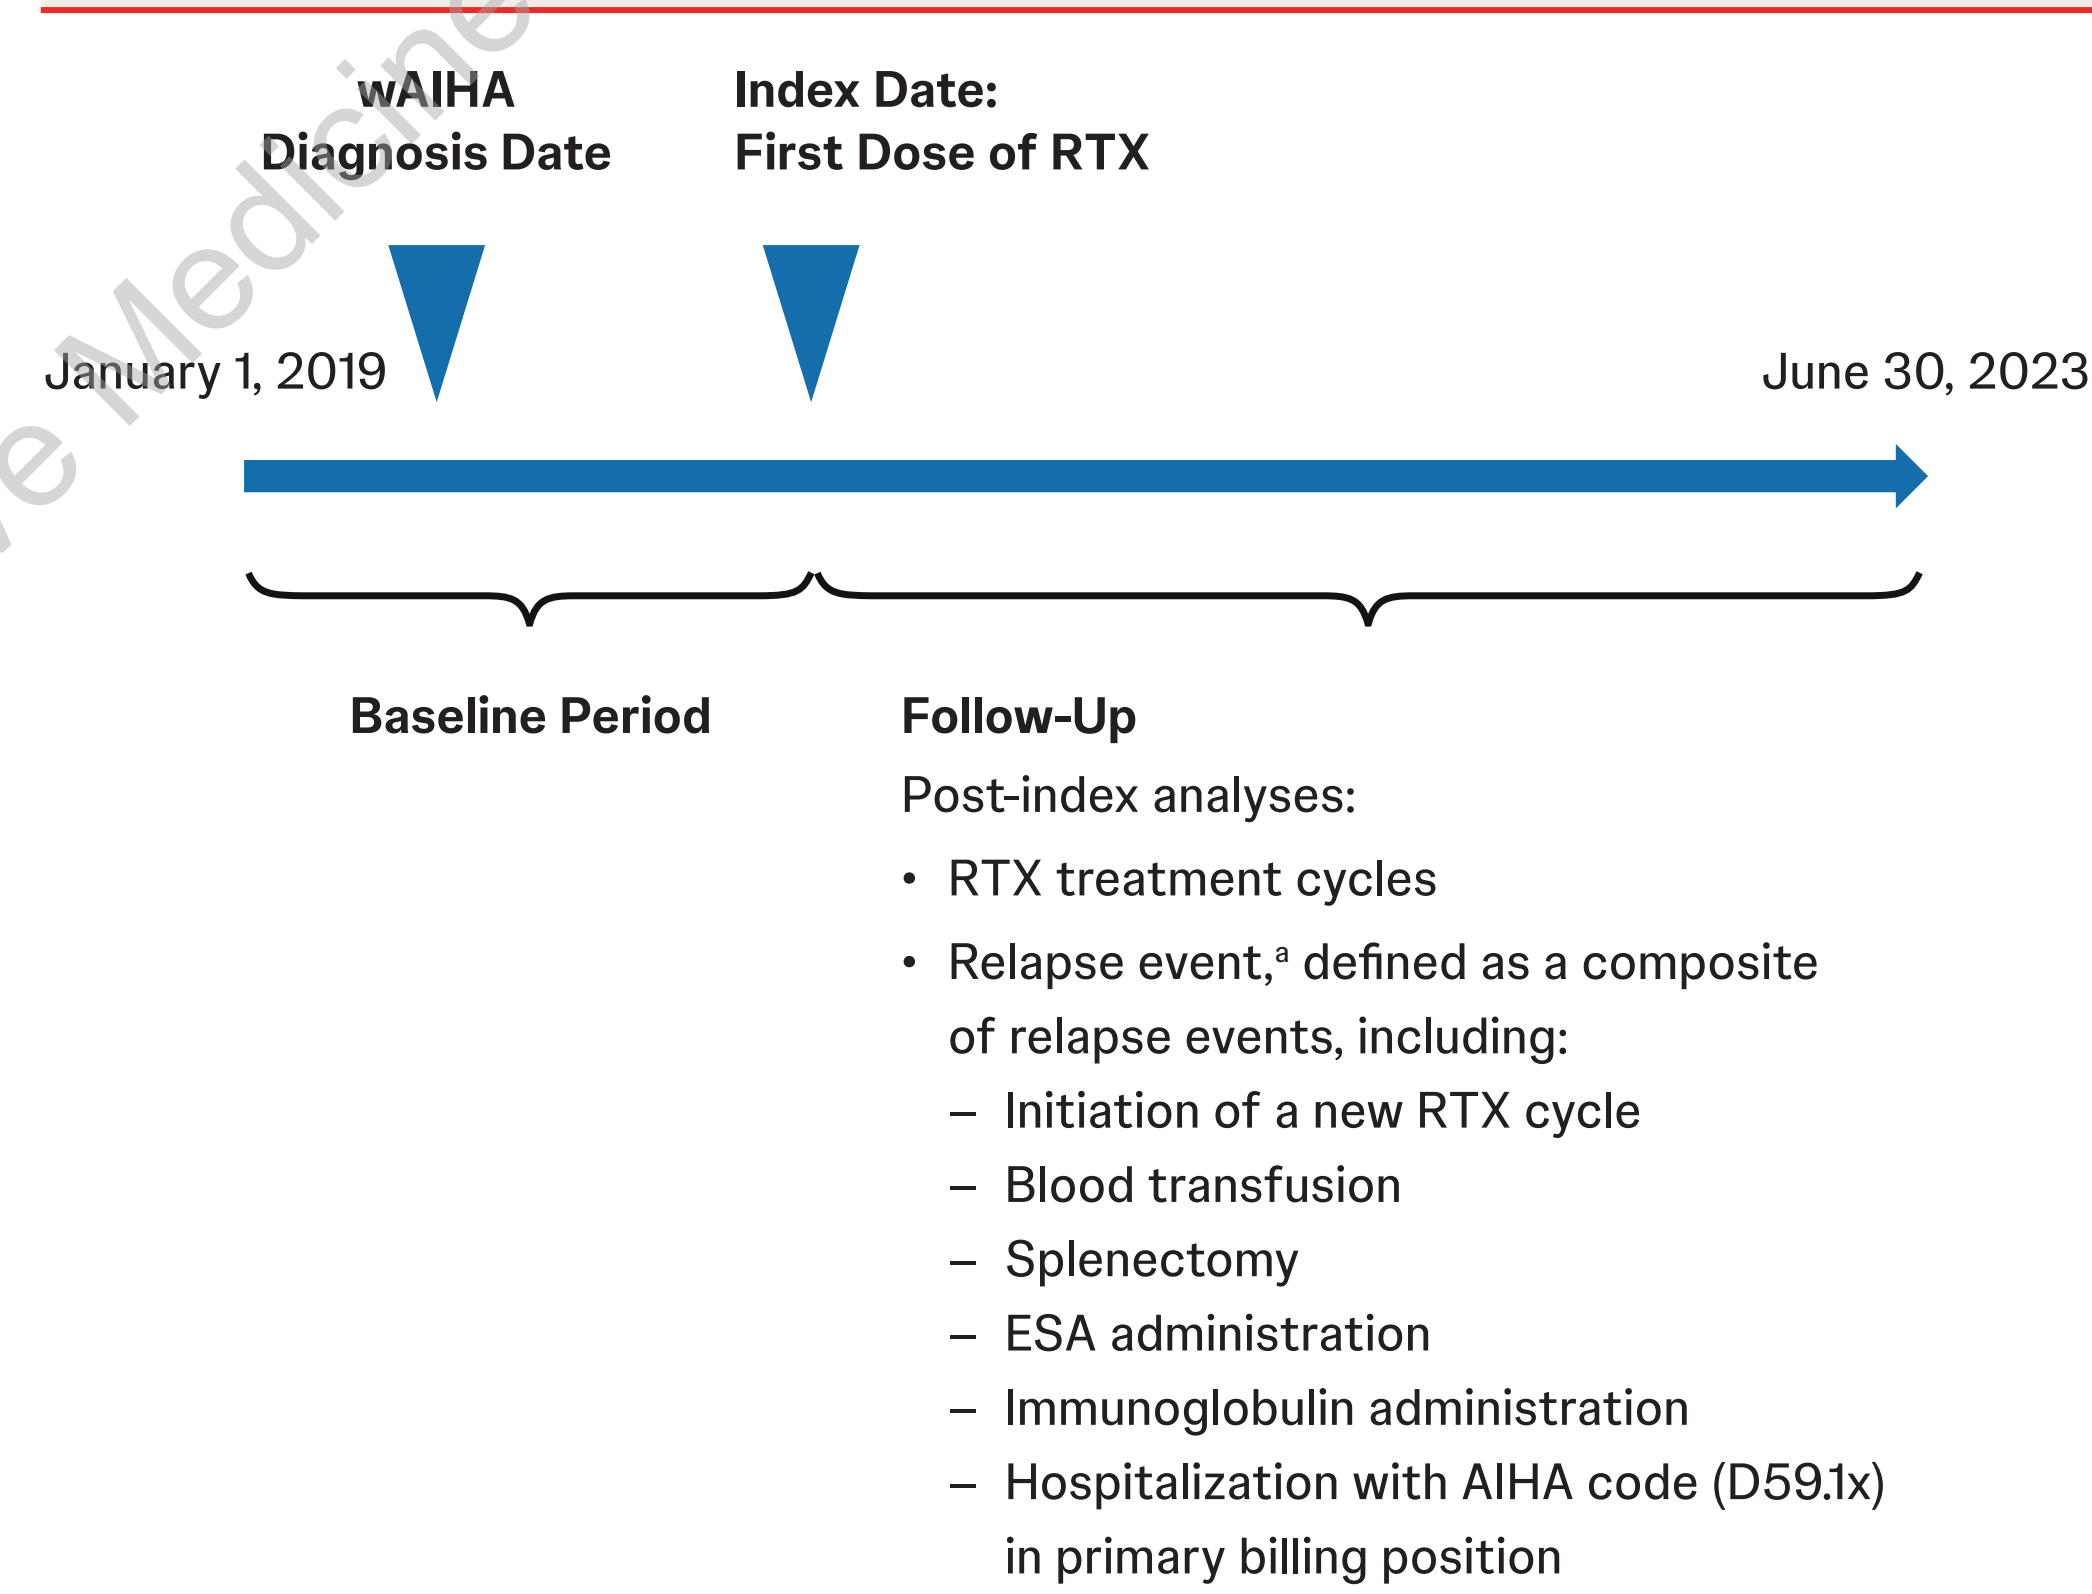 wAIHA
Diagnosis Date
Index Date:
First Dose of RTX
January 1, 2019
June 30, 2023
Baseline Period
Follow-Up
Post-index analyses:
• RTX treatment cycles
• Relapse event,ᵃ defined as a composite
of relapse events, including:
– Initiation of a new RTX cycle
– Blood transfusion
– Splenectomy
– ESA administration
– Immunoglobulin administration
– Hospitalization with AIHA code (D59.1x)
in primary billing position
Medicine